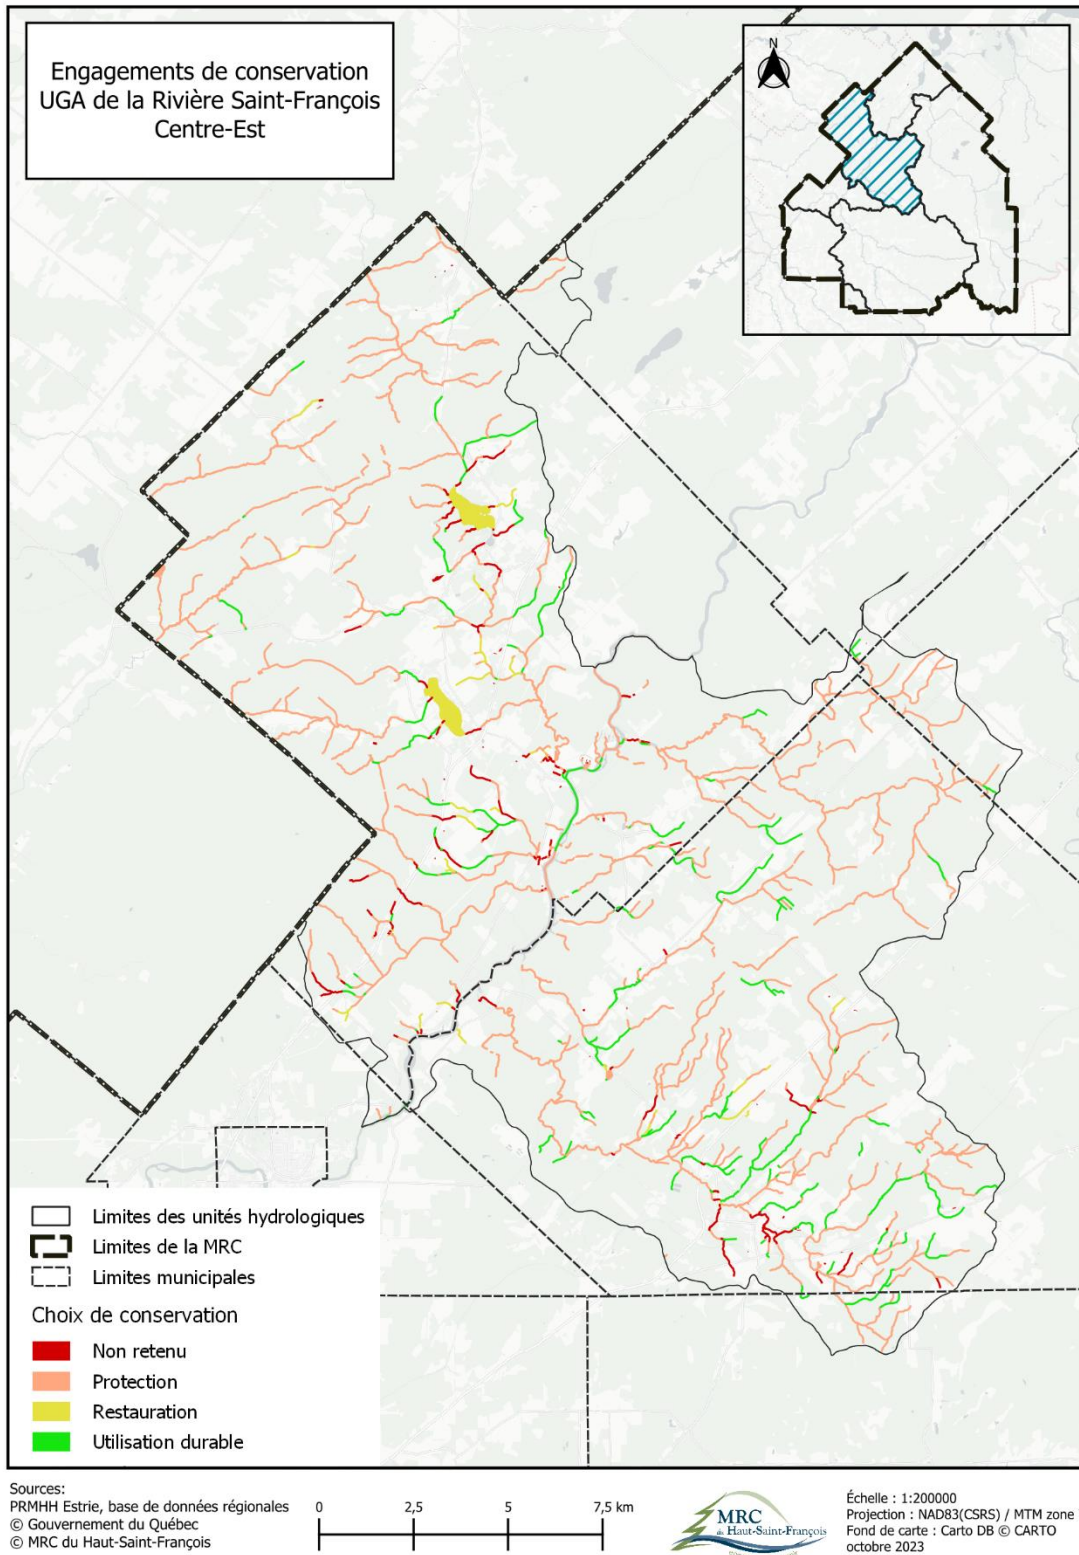 Engagements de conservation
UGA de la Rivière Saint-François
Centre-Est
N
Limites des unités hydrologiques
Limites de la MRC
Limites municipales
Choix de conservation
Non retenu
Protection
Restauration
Utilisation durable
Sources:
PRMHH Estrie, base de données régionales
© Gouvernement du Québec
© MRC du Haut-Saint-François
0 2,5 5 7,5 km
MRC
du Haut-Saint-François
Échelle : 1:200000
Projection : NAD83(CSRS) / MTM zone
Fond de carte : Carto DB © CARTO
octobre 2023